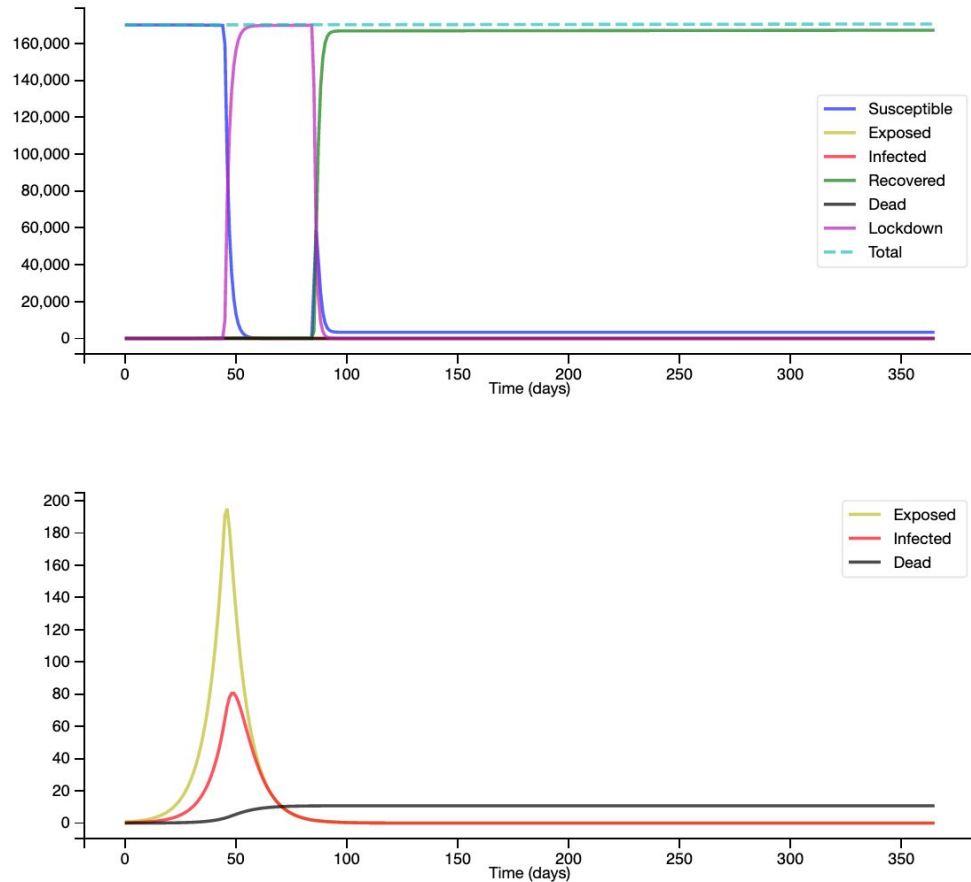 160,000
140,000
120,000
100,000
80,000
60,000
40,000
20,000
0
Susceptible
Exposed
Infected
Recovered
Dead
Lockdown
Total
0 50 100 150 200 250 300 350
Time (days)
200
180
160
140
120
100
80
60
40
20
0
Exposed
Infected
Dead
0 50 100 150 200 250 300 350
Time (days)